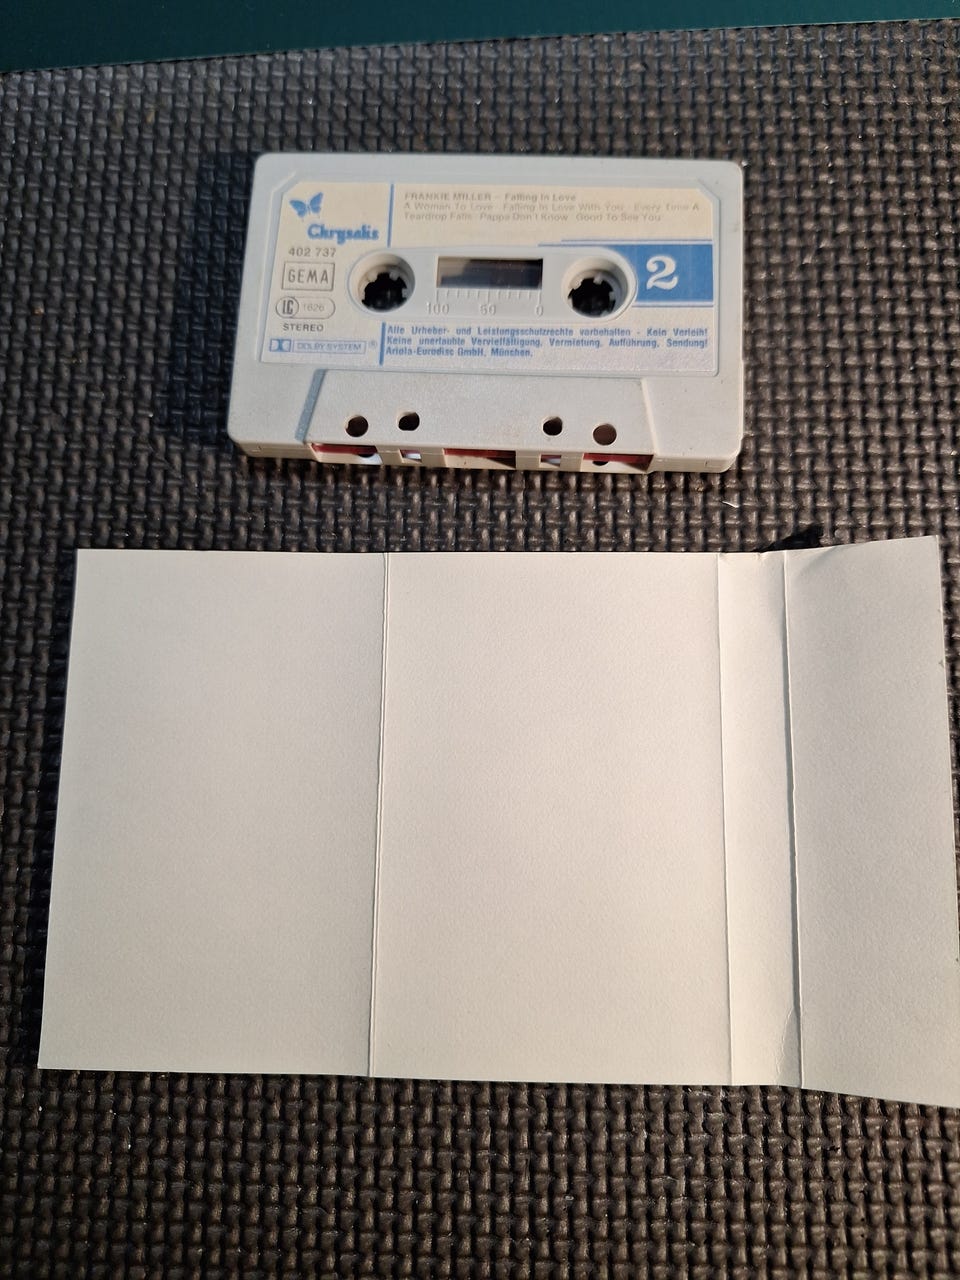 FRANKIE MILLER – Falling In Love
A Woman To Love · Falling In Love With You · Every Time A
Teardrop Falls · Pappa Don't Know · Good To See You
Chrysalis
402 737
GEMA
2
LC 1626
100 50 0
STEREO
DOLBY SYSTEM ®
Alle Urheber- und Leistungsschutzrechte vorbehalten - Kein Verleih!
Keine unerlaubte Vervielfältigung, Vermietung, Aufführung, Sendung!
Ariola-Eurodisc GmbH, München.